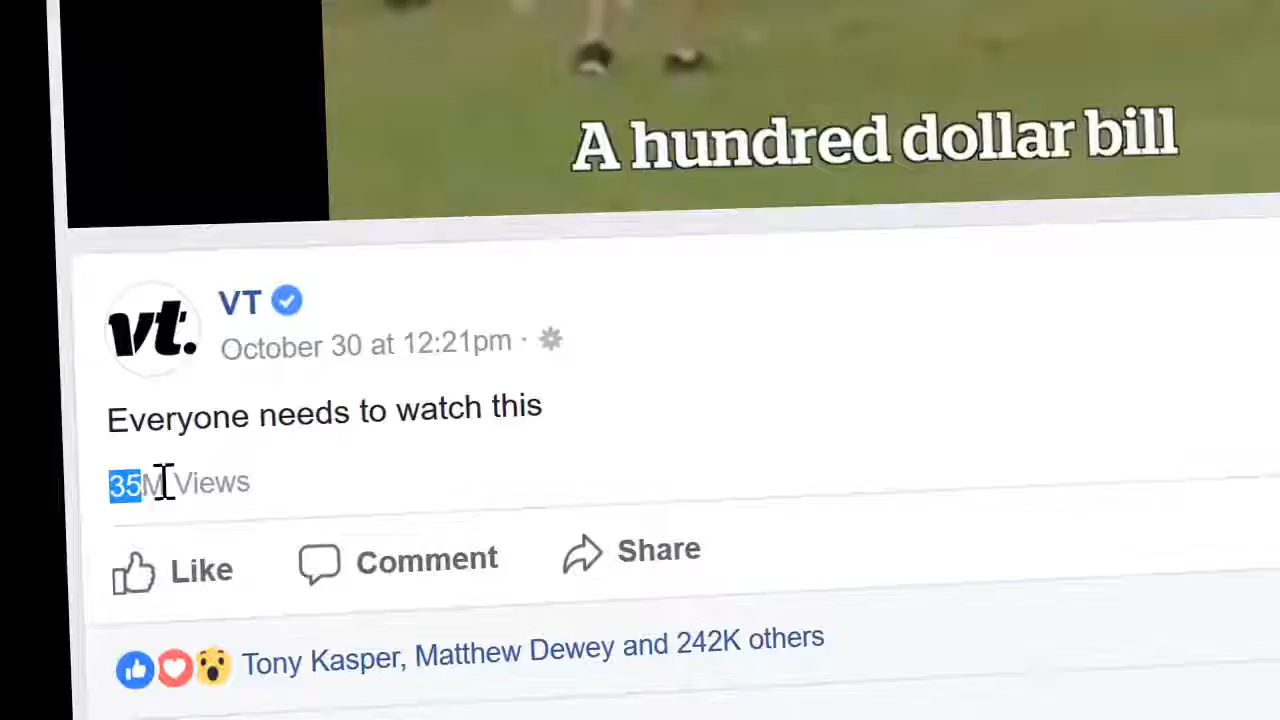 A hundred dollar bill
vt.
VT
October 30 at 12:21pm ·
Everyone needs to watch this
35M Views
Like
Comment
Share
Tony Kasper, Matthew Dewey and 242K others